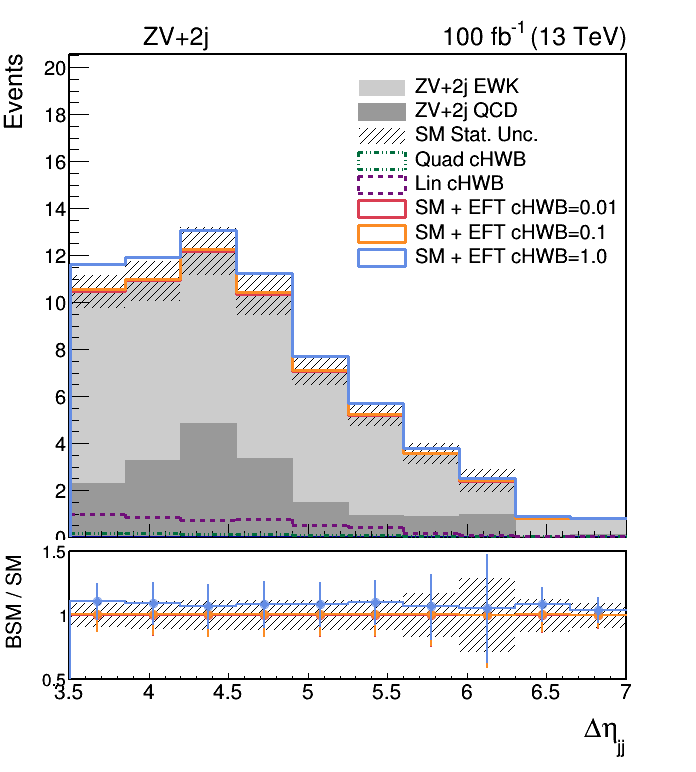 ZV+2j 100 fb-1 (13 TeV)
Events
20
18
16
14
12
10
8
6
4
2
0
ZV+2j EWK
ZV+2j QCD
SM Stat. Unc.
Quad cHWB
Lin cHWB
SM + EFT cHWB=0.01
SM + EFT cHWB=0.1
SM + EFT cHWB=1.0
BSM / SM
1.5
1
0.5
3.5 4 4.5 5 5.5 6 6.5 7
Δηjj